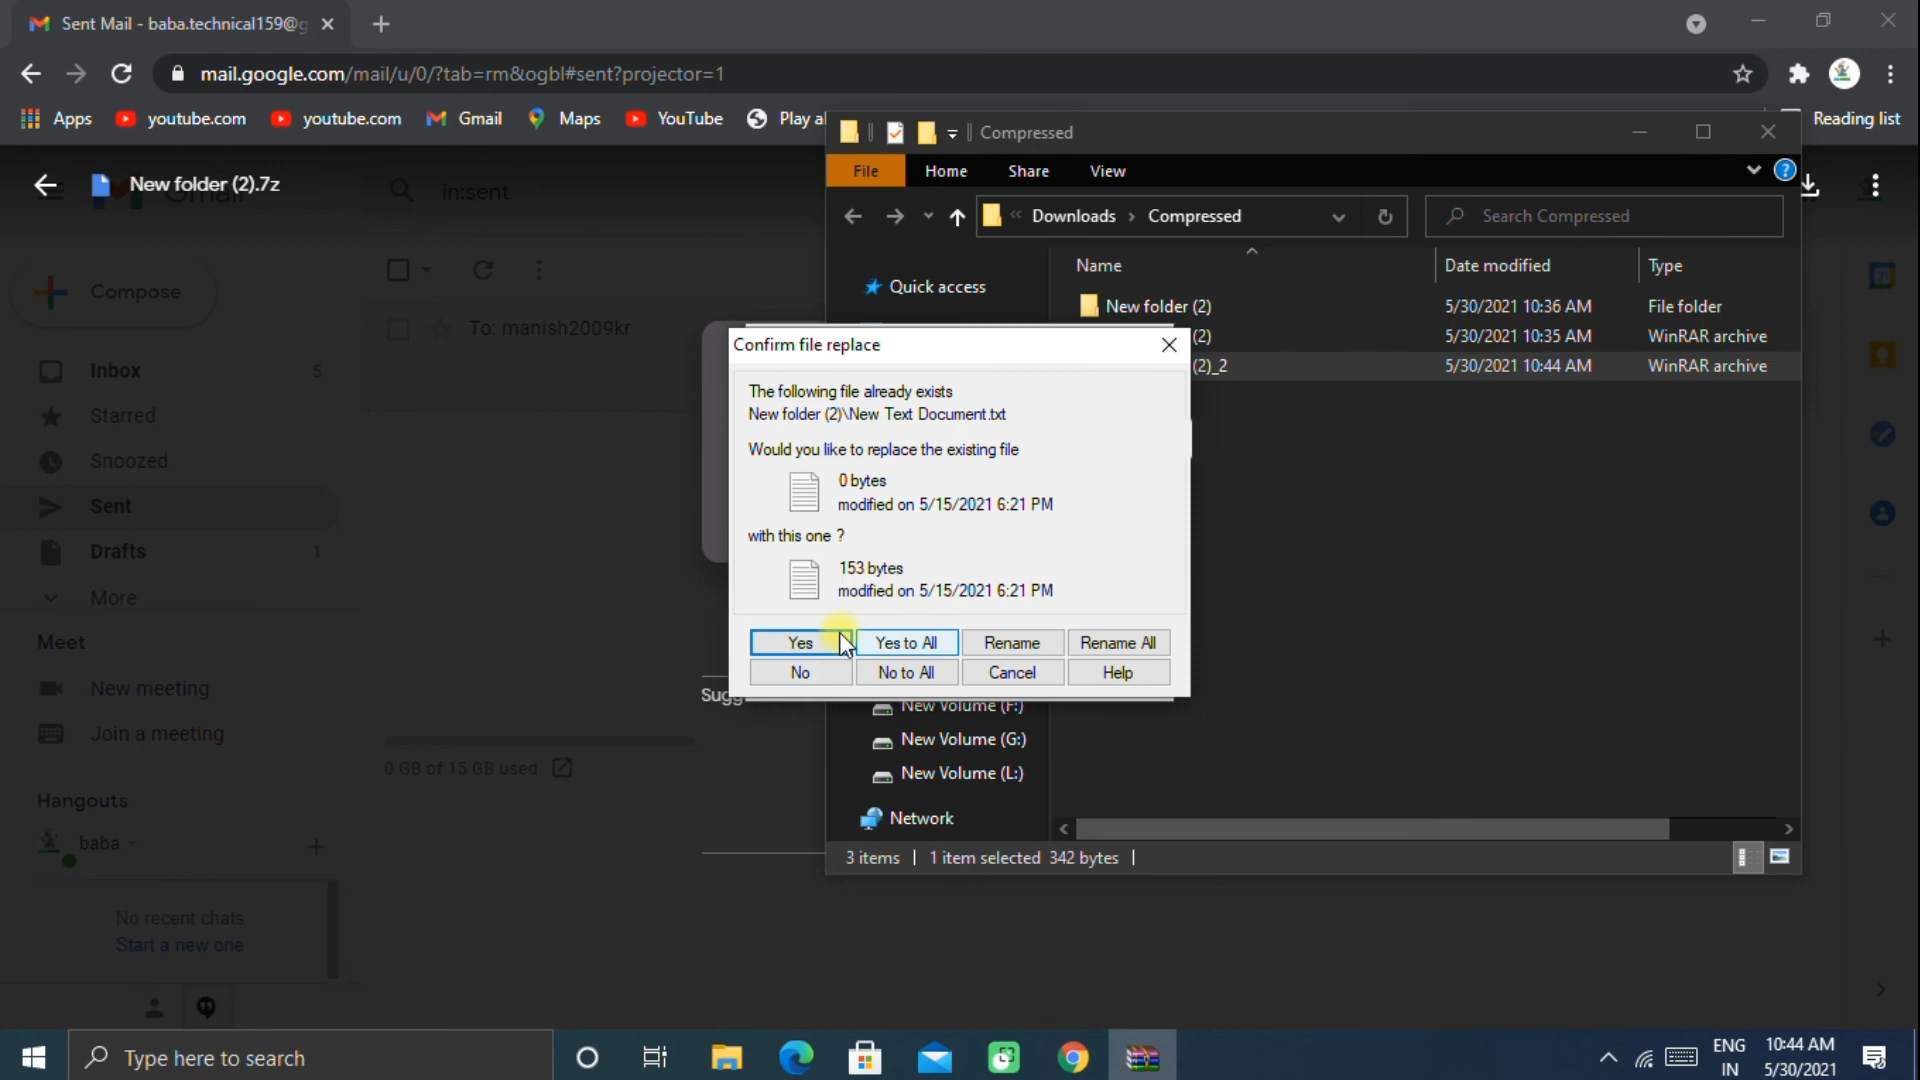 Sent Mail - baba.technical159@g
mail.google.com/mail/u/0/?tab=rm&ogbl#sent?projector=1
Apps youtube.com youtube.com Gmail Maps YouTube Play a Reading list
Compressed
File Home Share View
New folder (2).7z
Gmail in:sent
« Downloads › Compressed
Search Compressed
Name Date modified Type
Compose
Quick access
New folder (2) 5/30/2021 10:36 AM File folder
(2) 5/30/2021 10:35 AM WinRAR archive
(2)_2 5/30/2021 10:44 AM WinRAR archive
To: manish2009kr
Inbox 5
Starred
Snoozed
Sent
Drafts 1
More
Meet
New meeting
Join a meeting
0 GB of 15 GB used
Hangouts
baba
No recent chats
Start a new one
Confirm file replace
The following file already exists
New folder (2)\New Text Document.txt
Would you like to replace the existing file
0 bytes
modified on 5/15/2021 6:21 PM
with this one ?
153 bytes
modified on 5/15/2021 6:21 PM
Yes Yes to All Rename Rename All
No No to All Cancel Help
Sugg
New Volume (F:)
New Volume (G:)
New Volume (L:)
Network
3 items 1 item selected 342 bytes
Type here to search
ENG
IN
10:44 AM
5/30/2021